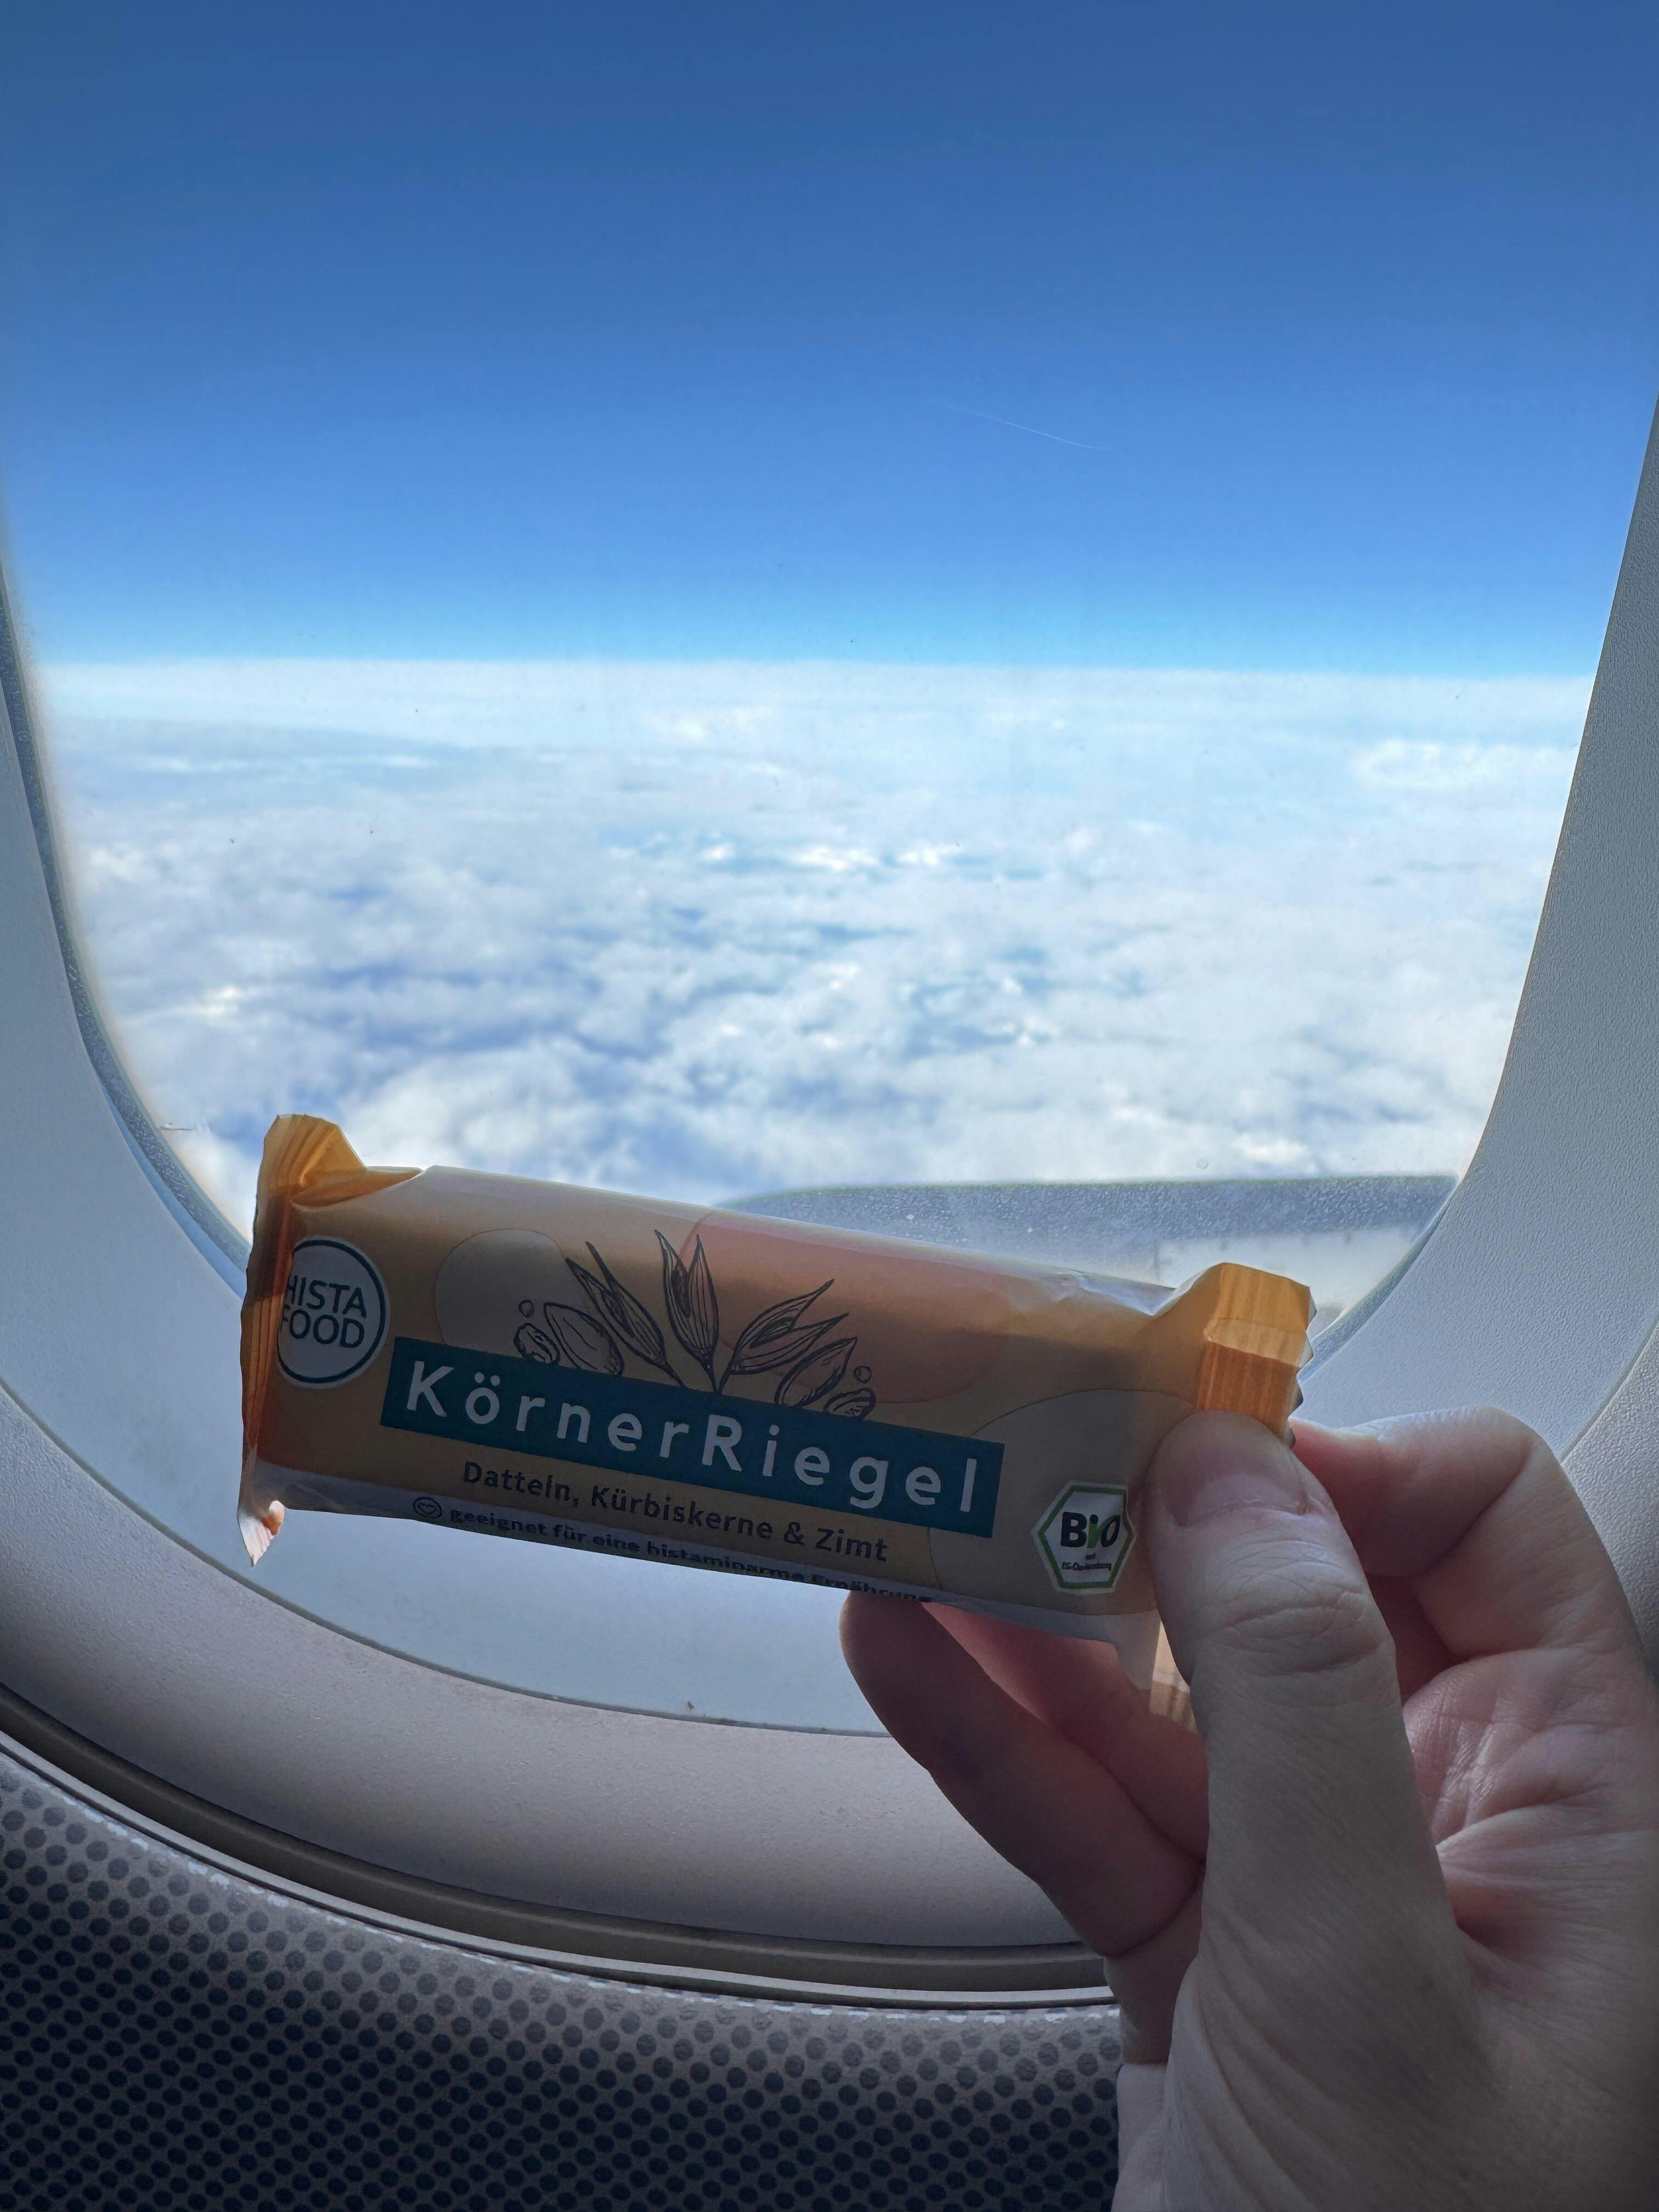 HISTA
FOOD
KörnerRiegel
Datteln, Kürbiskerne & Zimt
geeignet für eine histaminarme Ernährung
BiO